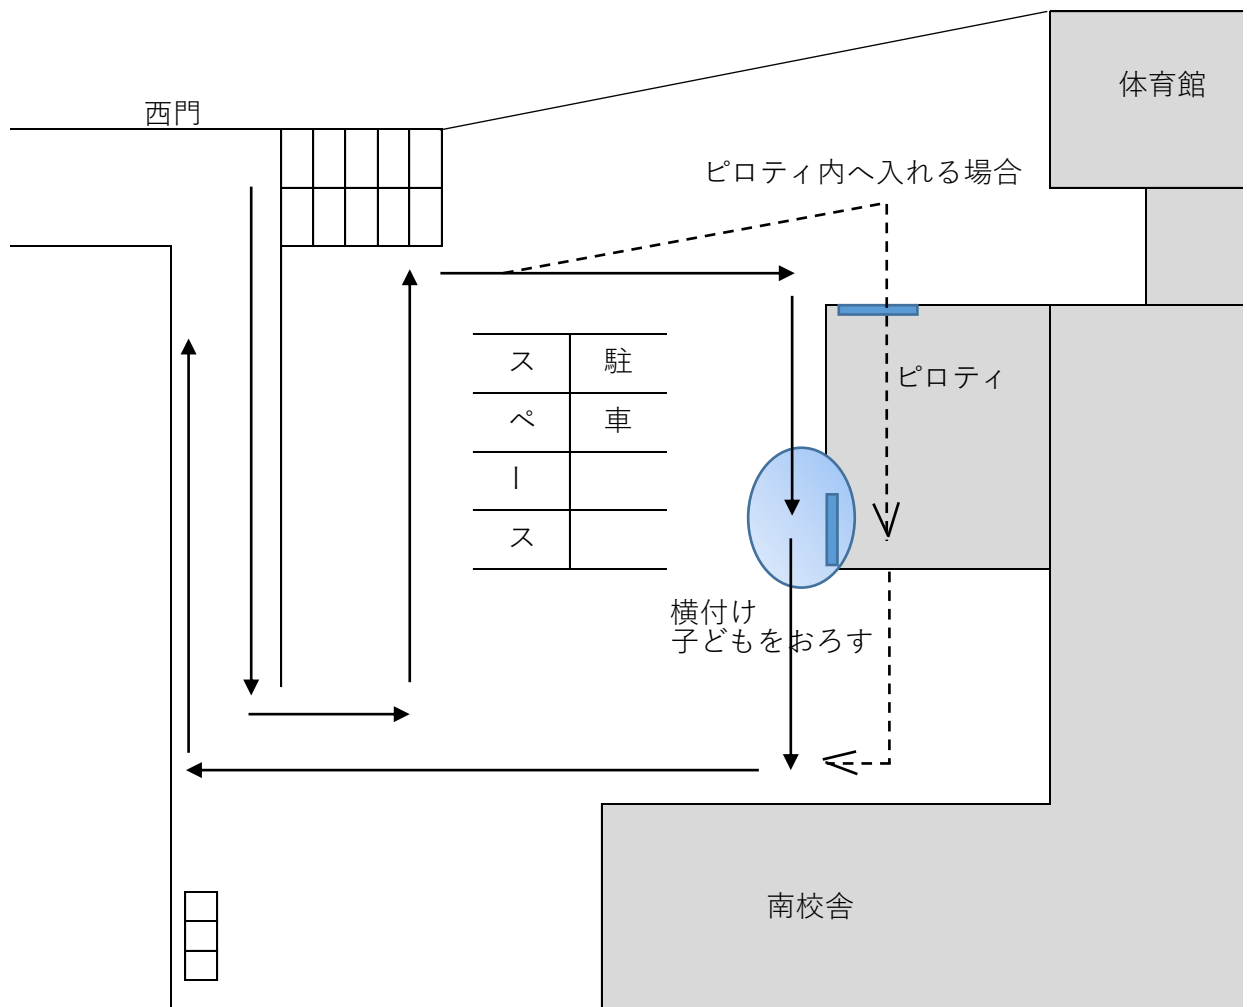 体育館
西門
ピロティ内へ入れる場合
駐車
スペース
ピロティ
横付け
子どもをおろす
南校舎